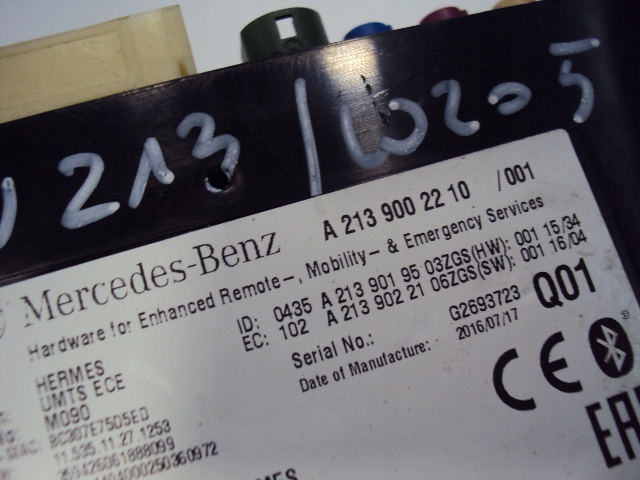 213/W205
A 213 900 22 10 /001
Mercedes-Benz
Hardware for Enhanced Remote-, Mobility- & Emergency Services
ID: 0435 A 213 901 95 03ZGS(HW): 001 15/34
EC: 102 A 213 902 21 06ZGS(SW): 001 16/04
Serial No.: G2693723
Date of Manufacture: 2016/07/17
Q01
HERMES
UMTS ECE
M090
8C307E75D5ED
11.535.11.27.1253
CE